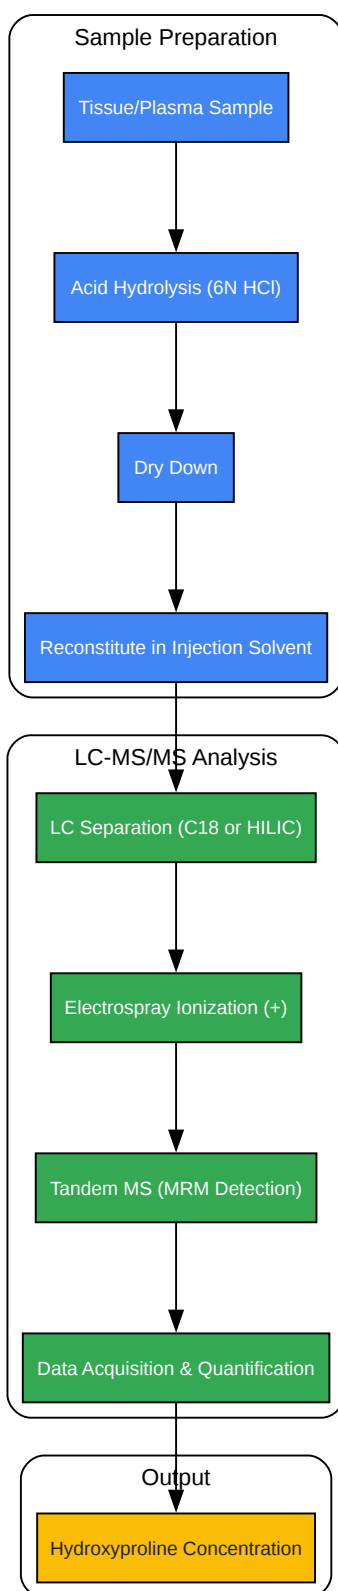 Sample Preparation
Tissue/Plasma Sample
Acid Hydrolysis (6N HCl)
Dry Down
Reconstitute in Injection Solvent
LC-MS/MS Analysis
LC Separation (C18 or HILIC)
Electrospray Ionization (+)
Tandem MS (MRM Detection)
Data Acquisition & Quantification
Output
Hydroxyproline Concentration